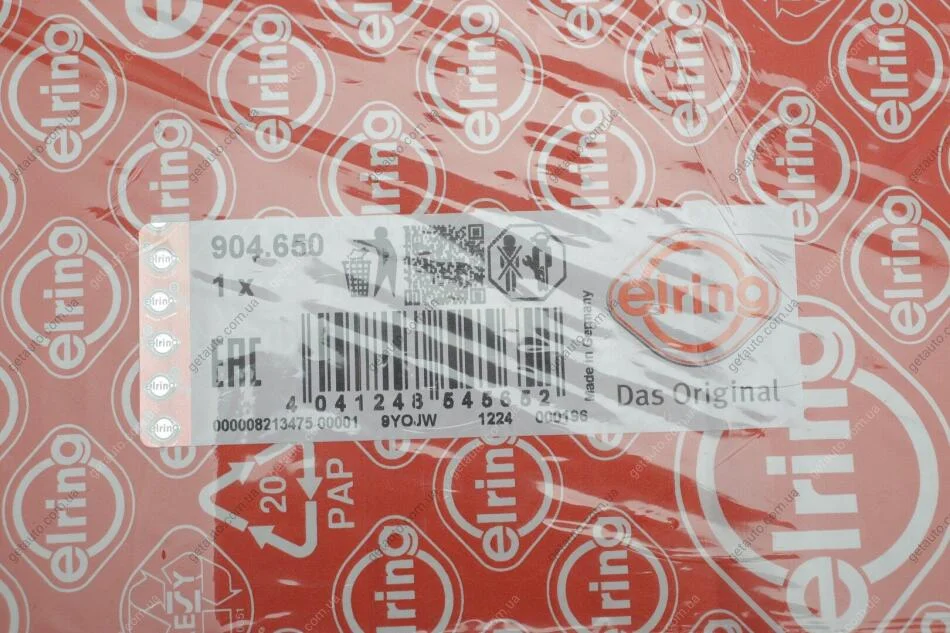 904.650
1 x
elring
Made in Germany
EAC
4 041248 545652
Das Original
000008213475 00001 9YOJW 1224 000196
20
PAP
elring
getauto.com.ua